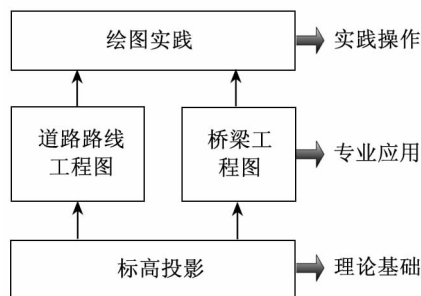 绘图实践
实践操作
道路路线
工程图
桥梁工
程图
专业应用
标高投影
理论基础